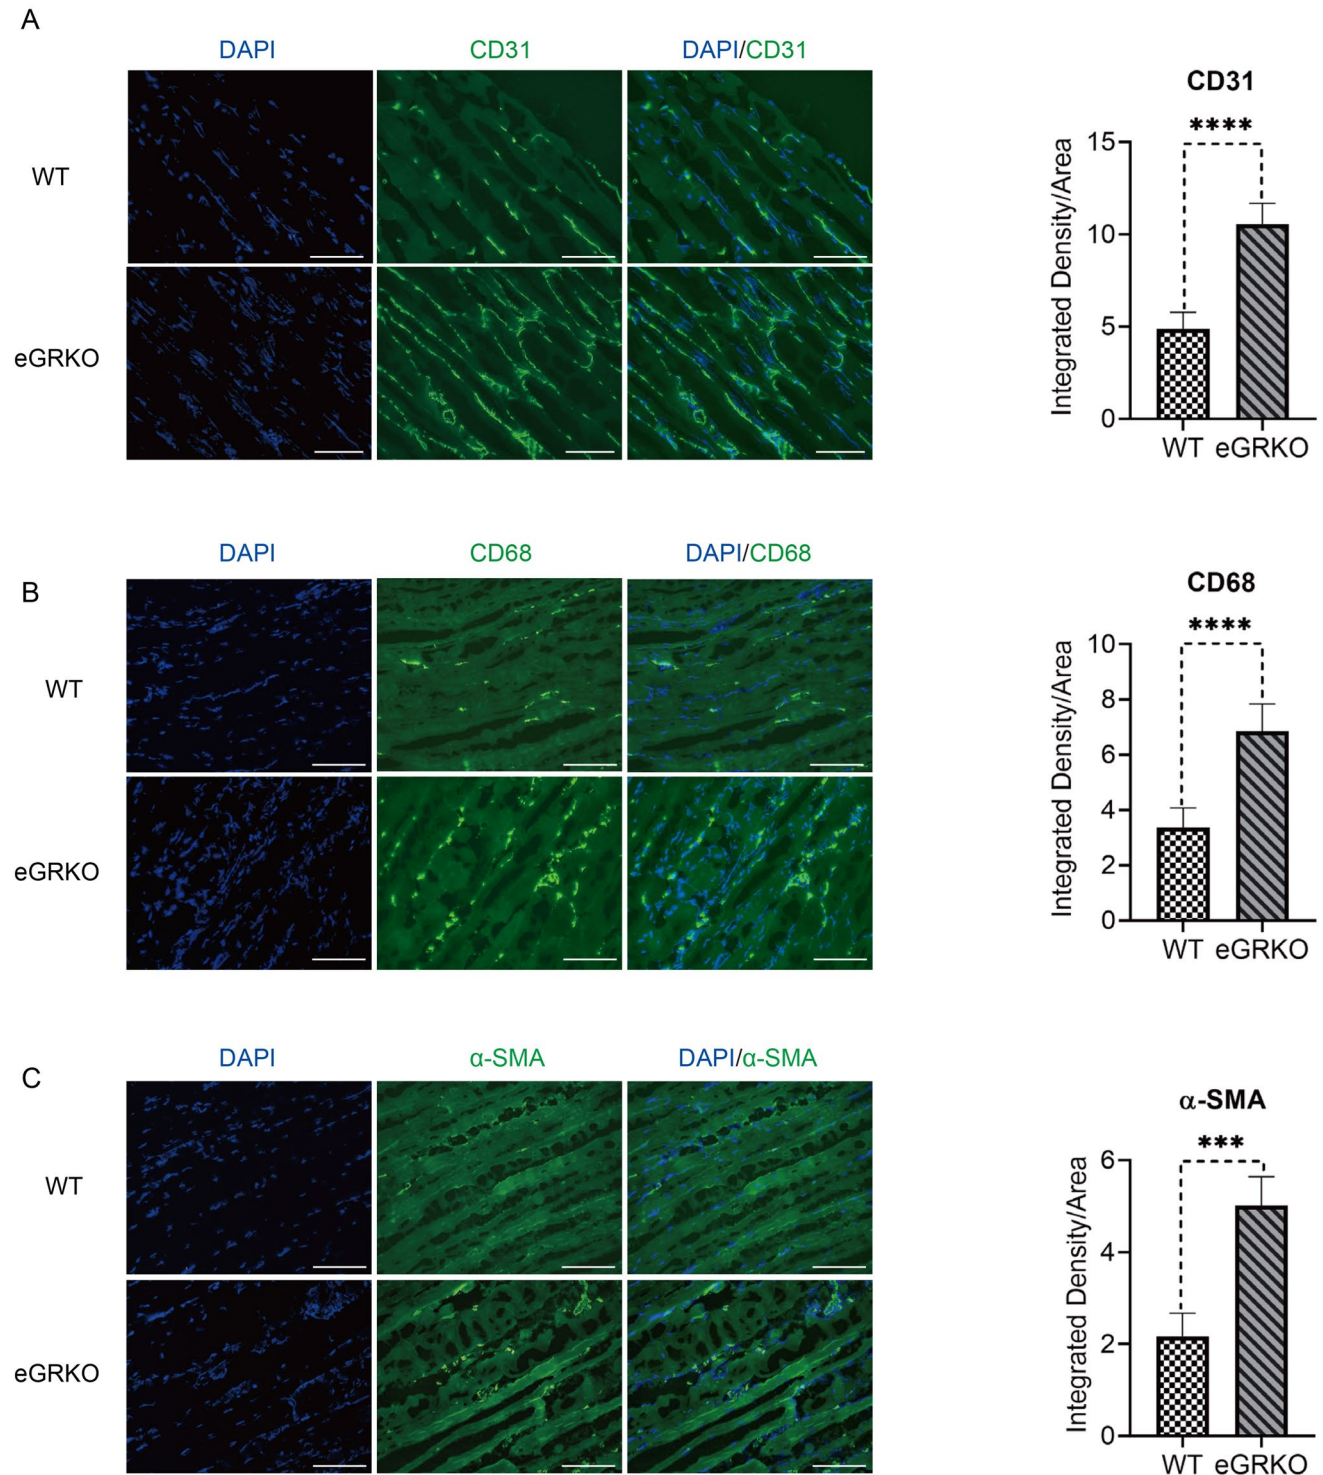 A
DAPI CD31 DAPI/CD31
WT
eGRKO
CD31
****
Integrated Density/Area
15
10
5
0
WT eGRKO
B
DAPI CD68 DAPI/CD68
WT
eGRKO
CD68
****
Integrated Density/Area
10
8
6
4
2
0
WT eGRKO
C
DAPI α-SMA DAPI/α-SMA
WT
eGRKO
α-SMA
***
Integrated Density/Area
6
4
2
0
WT eGRKO